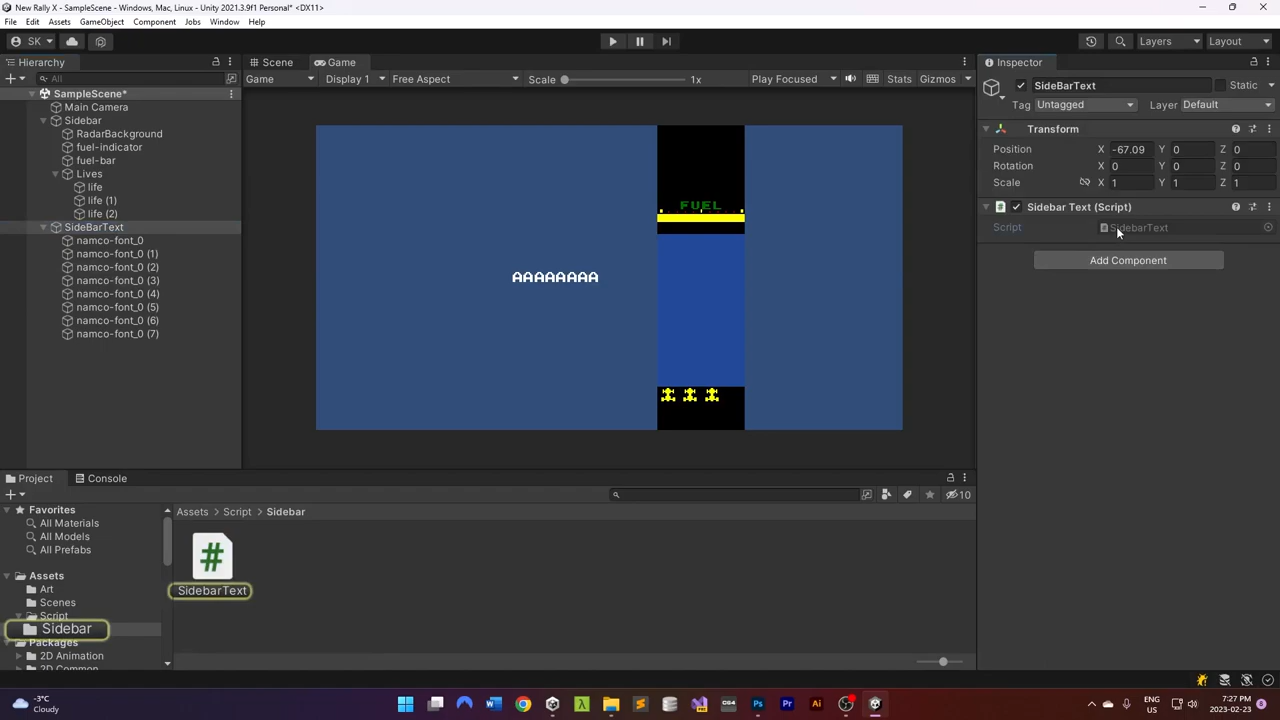 New Rally X - SampleScene - Windows, Mac, Linux - Unity 2021.3.9f1 Personal* <DX11>
File Edit Assets GameObject Component Jobs Window Help
SK Layers Layout
Hierarchy
All
SampleScene*
Main Camera
Sidebar
RadarBackground
fuel-indicator
fuel-bar
Lives
life
life (1)
life (2)
SideBarText
namco-font_0
namco-font_0 (1)
namco-font_0 (2)
namco-font_0 (3)
namco-font_0 (4)
namco-font_0 (5)
namco-font_0 (6)
namco-font_0 (7)
Scene Game
Game Display 1 Free Aspect Scale 1x Play Focused Stats Gizmos
FUEL
AAAAAAAA
Inspector
SideBarText Static
Tag Untagged Layer Default
Transform
Position X -67.09 Y 0 Z 0
Rotation X 0 Y 0 Z 0
Scale X 1 Y 1 Z 1
# Sidebar Text (Script)
Script SidebarText
Add Component
Project Console
10
Favorites
All Materials
All Models
All Prefabs
Assets
Art
Scenes
Script
Sidebar
Packages
2D Animation
2D Common
Assets > Script > Sidebar
#
SidebarText
-3°C
Cloudy
ENG
US
7:27 PM
2023-02-23